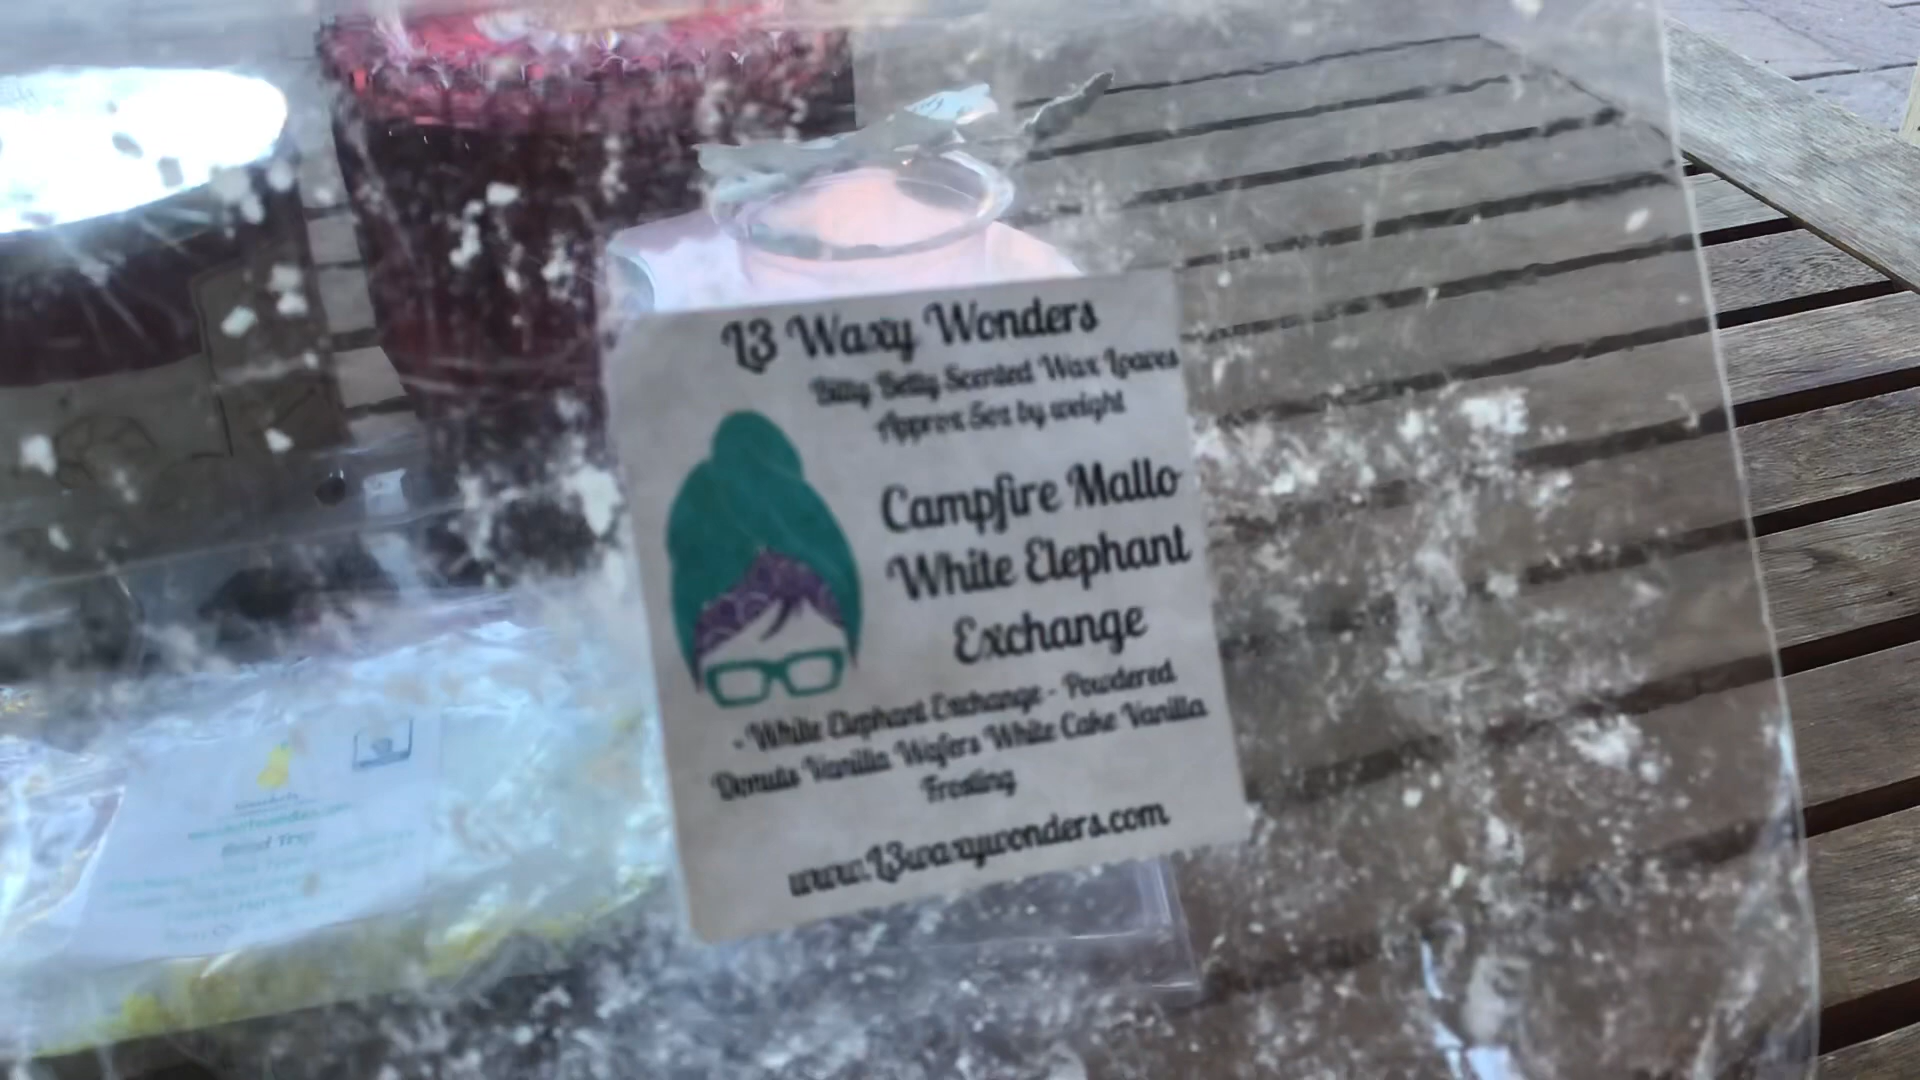 L3 Waxy Wonders
Bitty Betty Scented Wax Loaves
Approx 5oz by weight
Campfire Mallo
White Elephant
Exchange
- White Elephant Exchange - Powdered
Donuts Vanilla Wafers White Cake Vanilla
Frosting
www.L3waxywonders.com